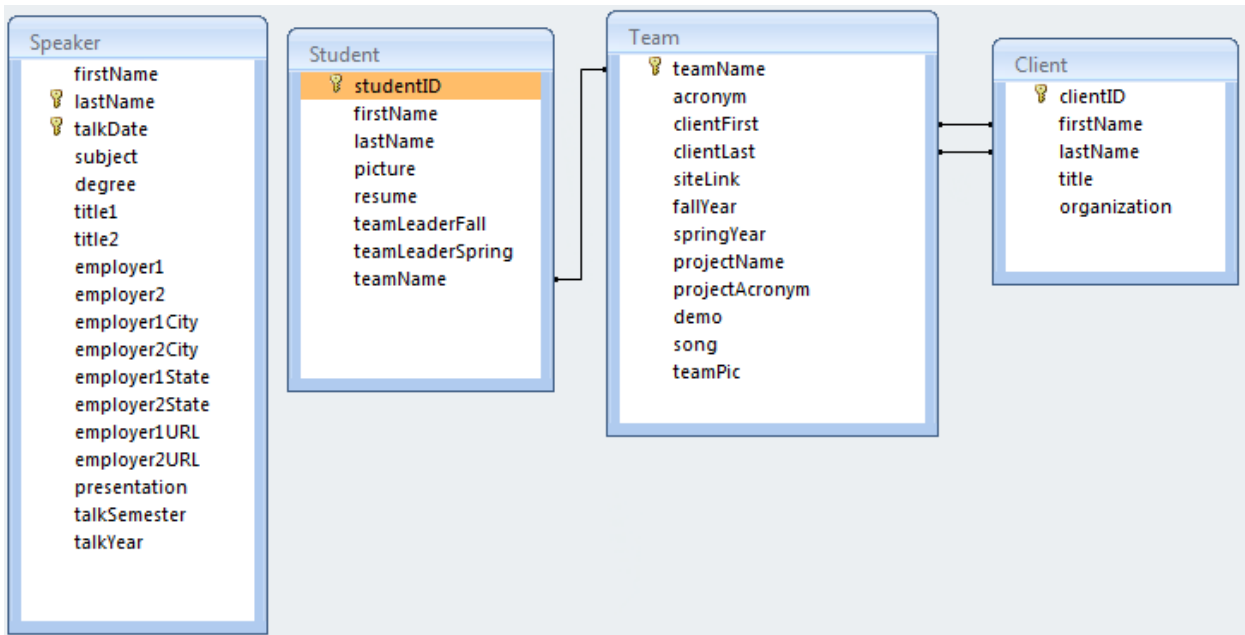 Speaker
firstName
lastName
talkDate
subject
degree
title1
title2
employer1
employer2
employer1City
employer2City
employer1State
employer2State
employer1URL
employer2URL
presentation
talkSemester
talkYear
Student
studentID
firstName
lastName
picture
resume
teamLeaderFall
teamLeaderSpring
teamName
Team
teamName
acronym
clientFirst
clientLast
siteLink
fallYear
springYear
projectName
projectAcronym
demo
song
teamPic
Client
clientID
firstName
lastName
title
organization